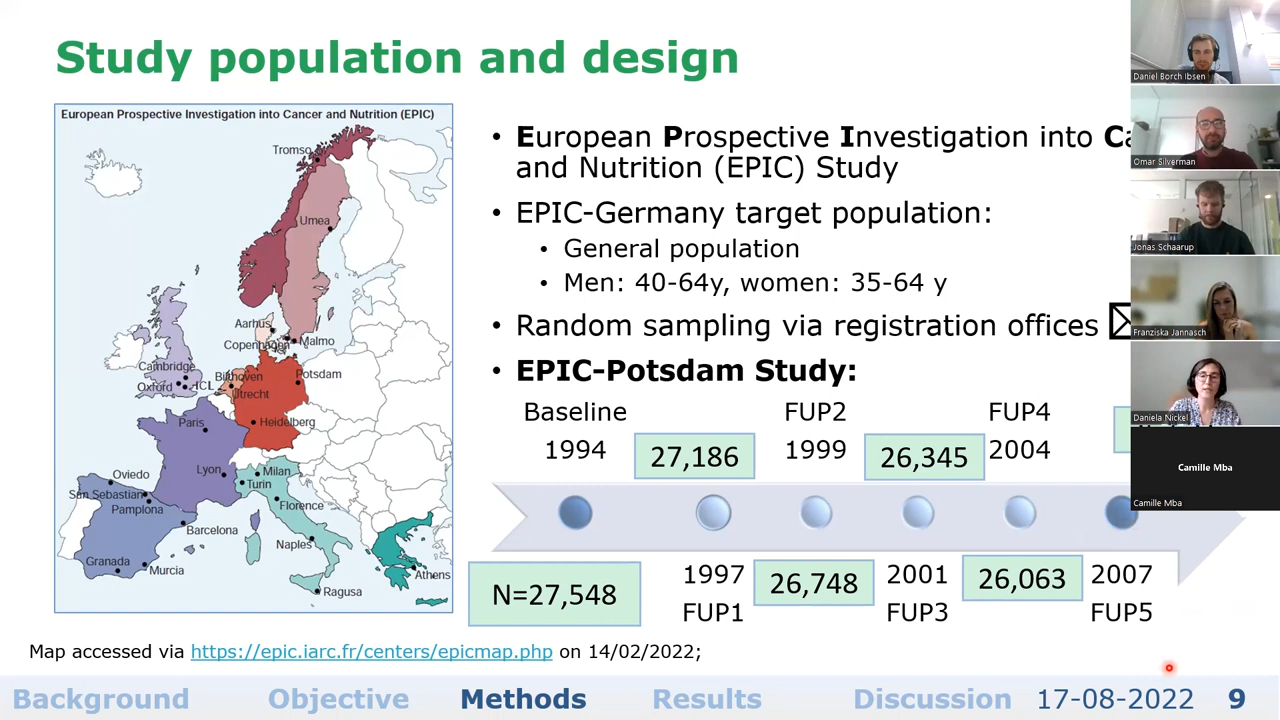 Study population and design
European Prospective Investigation into Cancer and Nutrition (EPIC)
Tromso
Umea
Aarhus
Copenhagen
Malmo
Cambridge
Bilthoven
Potsdam
Oxford
ICL
Utrecht
Paris
Heidelberg
Lyon
Milan
Oviedo
Turin
San Sebastian
Pamplona
Florence
Barcelona
Naples
Granada
Murcia
Athens
Ragusa
• European Prospective Investigation into Ca
and Nutrition (EPIC) Study
• EPIC-Germany target population:
• General population
• Men: 40-64y, women: 35-64 y
• Random sampling via registration offices
• EPIC-Potsdam Study:
Baseline FUP2 FUP4
1994 27,186 1999 26,345 2004
N=27,548 1997 26,748 2001 26,063 2007
FUP1 FUP3 FUP5
Map accessed via https://epic.iarc.fr/centers/epicmap.php on 14/02/2022;
Background Objective Methods Results Discussion 17-08-2022 9
Daniel Borch Ibsen
Omar Silverman
Jonas Schaarup
Franziska Jannasch
Daniela Nickel
Camille Mba
Camille Mba